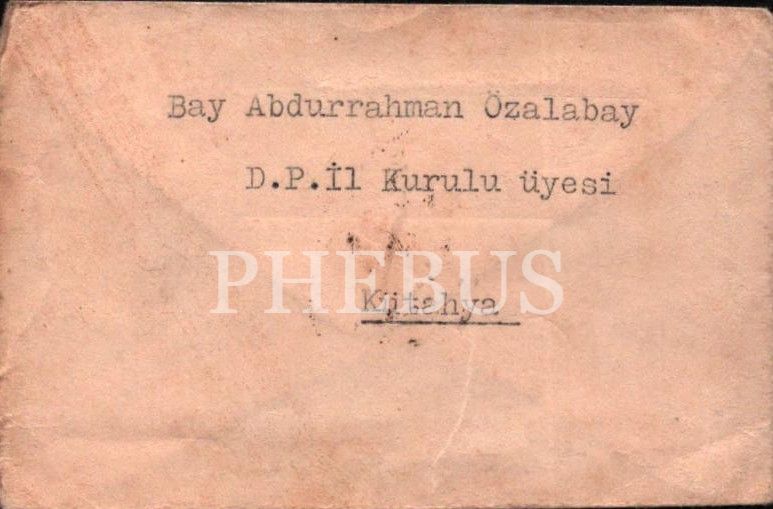 Bay Abdurrahman Özalabay
D.P.İl Kurulu üyesi
PHEBUS
Kütahya